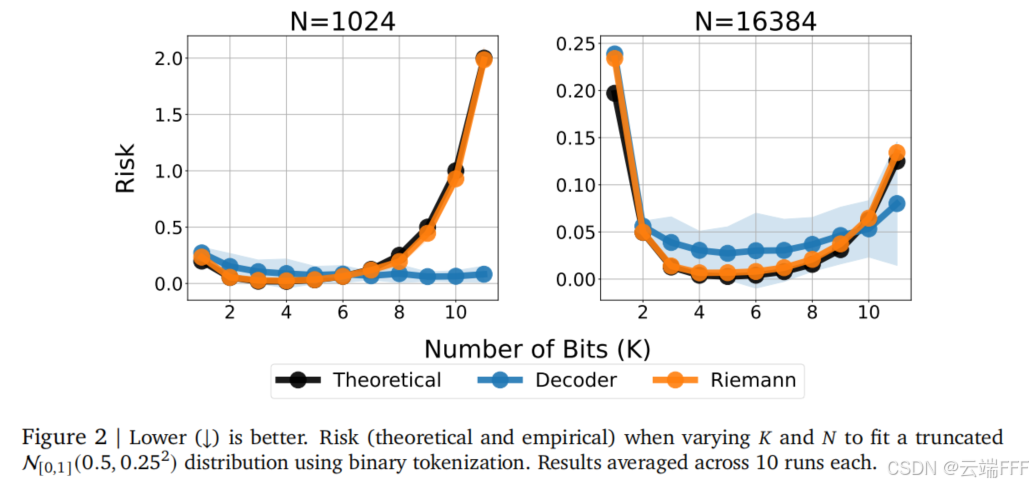 N=1024
N=16384
Risk
2.0
1.5
1.0
0.5
0.0
2 4 6 8 10
0.25
0.20
0.15
0.10
0.05
0.00
2 4 6 8 10
Number of Bits (K)
Theoretical Decoder Riemann
Figure 2 | Lower (↓) is better. Risk (theoretical and empirical) when varying K and N to fit a truncated
N[0,1](0.5, 0.25²) distribution using binary tokenization. Results averaged across 10 runs each.
CSDN @云端FFF